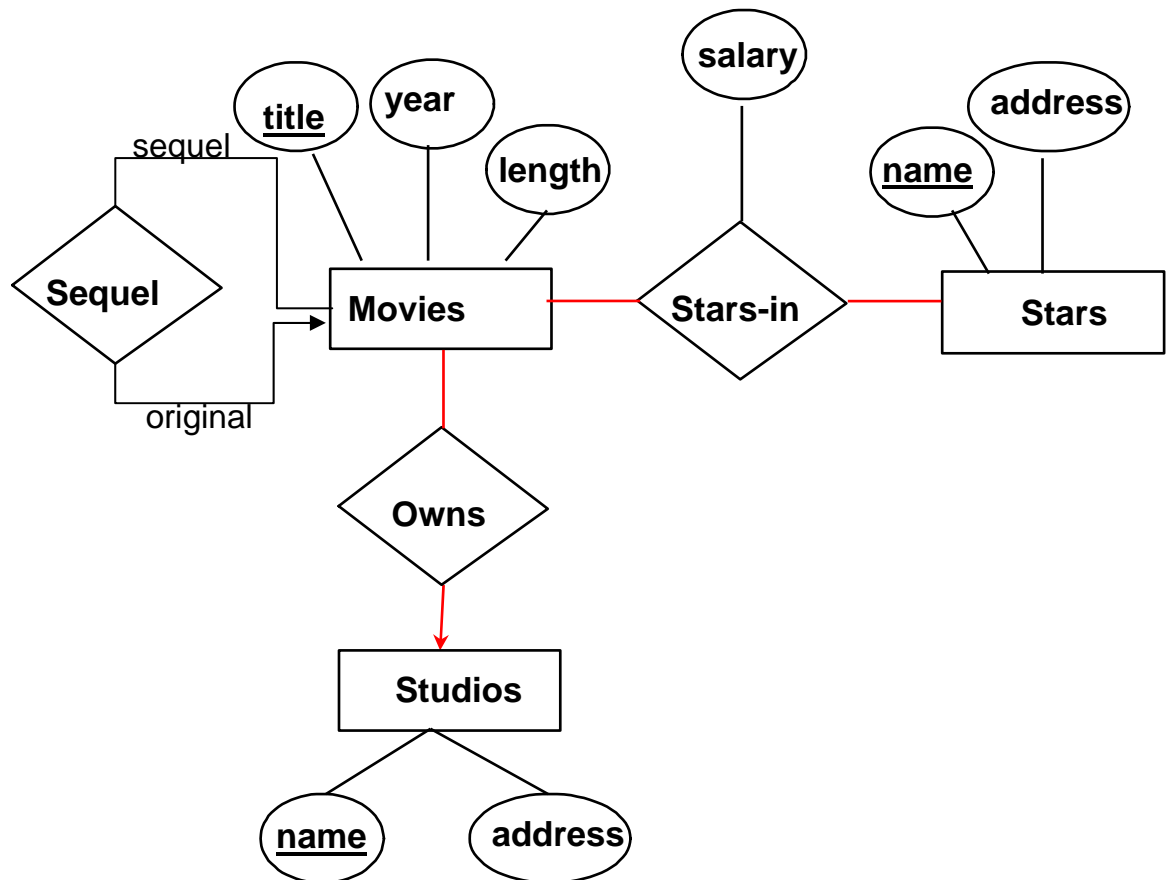 salary
year
address
title
sequel
length
name
Sequel
Movies
Stars-in
Stars
original
Owns
Studios
name
address